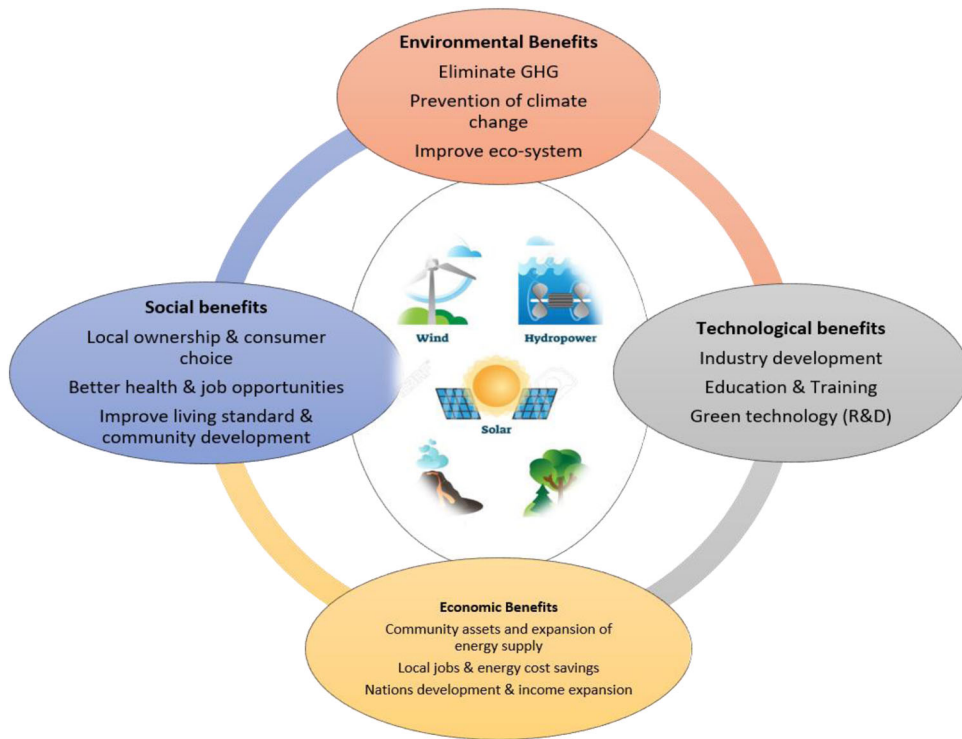 Environmental Benefits
Eliminate GHG
Prevention of climate
change
Improve eco-system
Social benefits
Local ownership & consumer
choice
Better health & job opportunities
Improve living standard &
community development
Wind
Hydropower
Solar
Technological benefits
Industry development
Education & Training
Green technology (R&D)
Economic Benefits
Community assets and expansion of
energy supply
Local jobs & energy cost savings
Nations development & income expansion